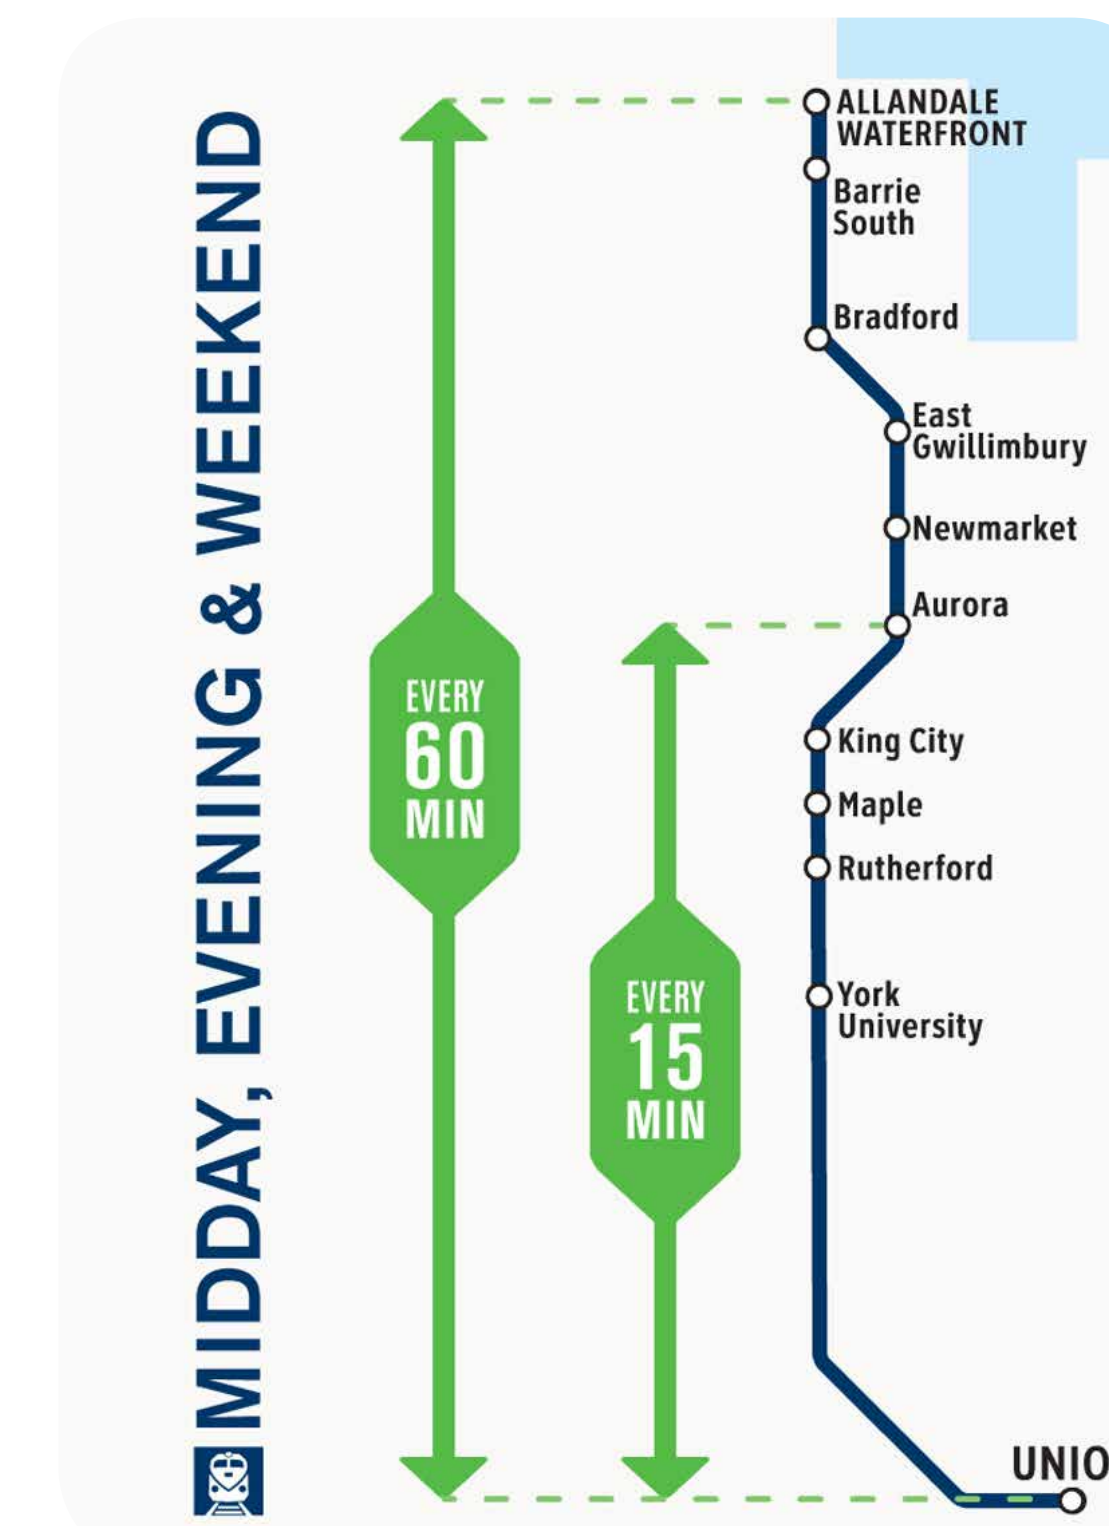 MIDDAY, EVENING & WEEKEND
EVERY
60
MIN
EVERY
15
MIN
ALLANDALE
WATERFRONT
Barrie
South
Bradford
East
Gwillimbury
Newmarket
Aurora
King City
Maple
Rutherford
York
University
UNIO